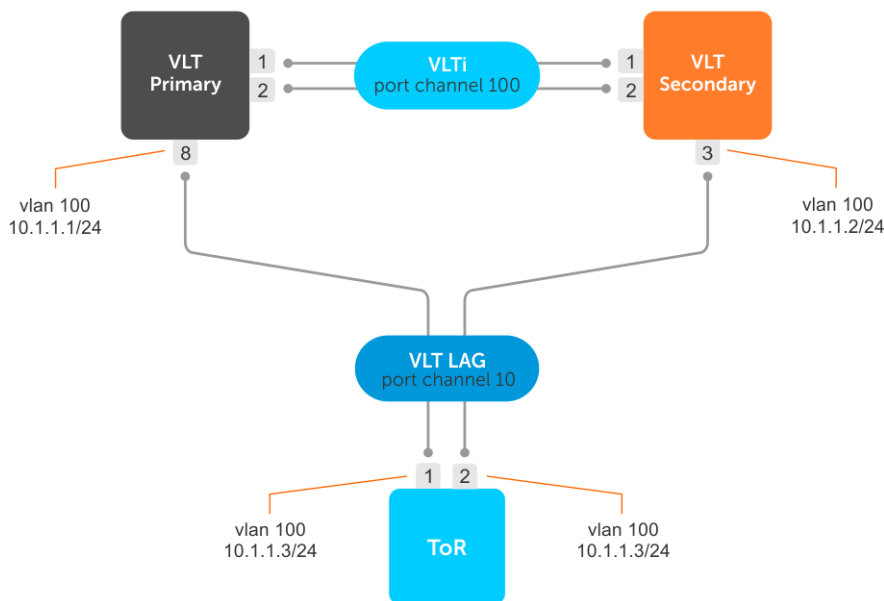 VLT
Primary
1
2
8
VLTi
port channel 100
1
2
VLT
Secondary
3
vlan 100
10.1.1.1/24
vlan 100
10.1.1.2/24
VLT LAG
port channel 10
1
2
vlan 100
10.1.1.3/24
ToR
vlan 100
10.1.1.3/24